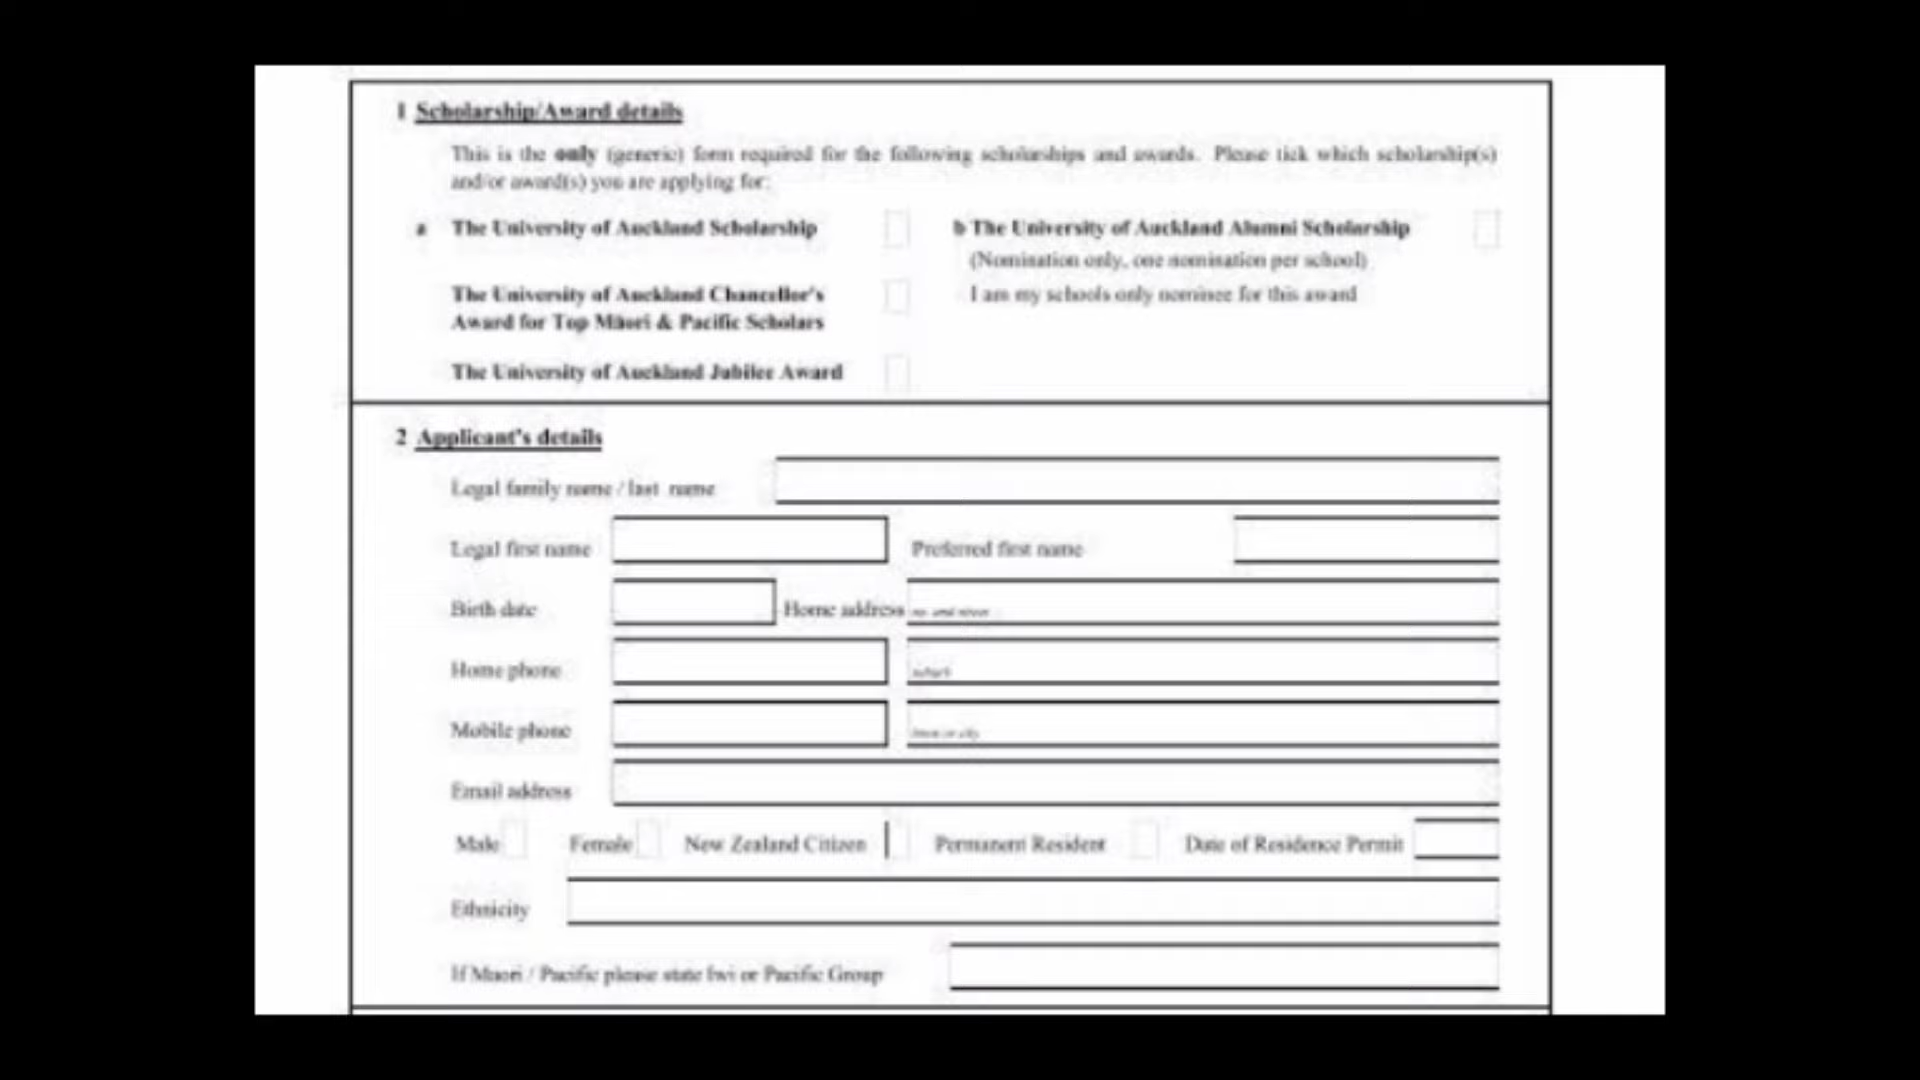 1 Scholarship/Award details
This is the only (generic) form required for the following scholarships and awards. Please tick which scholarship(s)
and/or award(s) you are applying for:
a The University of Auckland Scholarship
b The University of Auckland Alumni Scholarship
(Nomination only, one nomination per school)
The University of Auckland Chancellor's
Award for Top Māori & Pacific Scholars
I am my schools only nominee for this award
The University of Auckland Jubilee Award
2 Applicant's details
Legal family name / last name
Legal first name
Preferred first name
Birth date
Home address no. and street
Home phone
suburb
Mobile phone
town or city
Email address
Male Female New Zealand Citizen Permanent Resident Date of Residence Permit
Ethnicity
If Maori / Pacific please state Iwi or Pacific Group